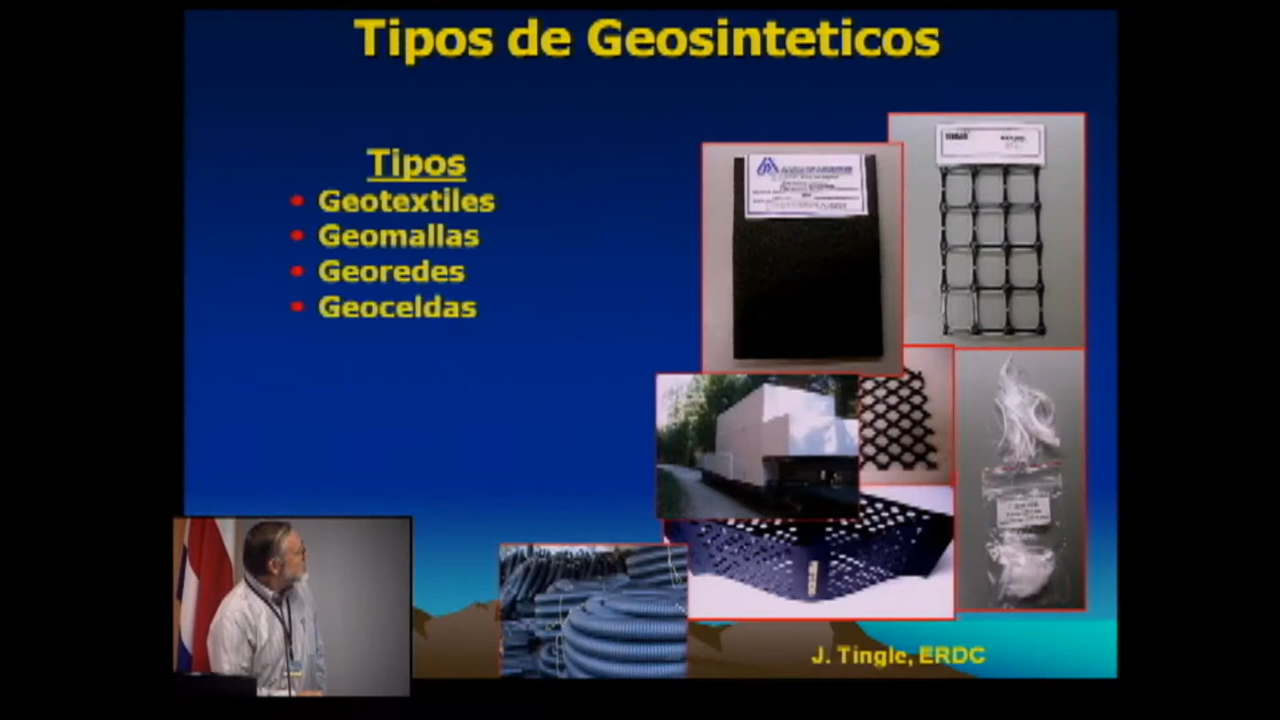 Tipos de Geosinteticos
Tipos
• Geotextiles
• Geomallas
• Georedes
• Geoceldas
J. Tingle, ERDC